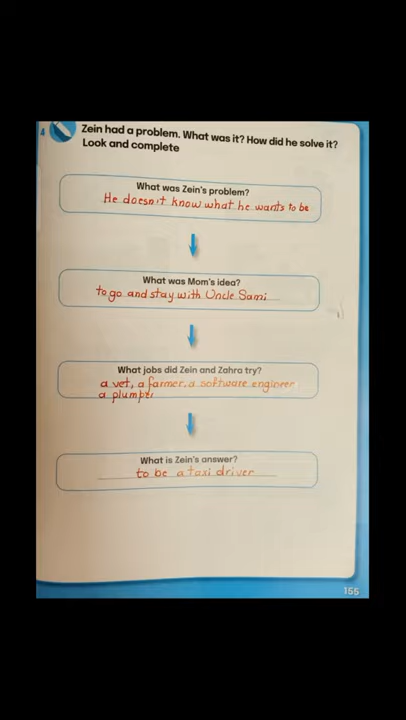 4 Zein had a problem. What was it? How did he solve it?
Look and complete
What was Zein's problem?
He doesn't know what he wants to be
What was Mom's idea?
to go and stay with Uncle Sami
What jobs did Zein and Zahra try?
a vet, a farmer, a software enginrer
a plumper
What is Zein's answer?
to be a taxi driver
155